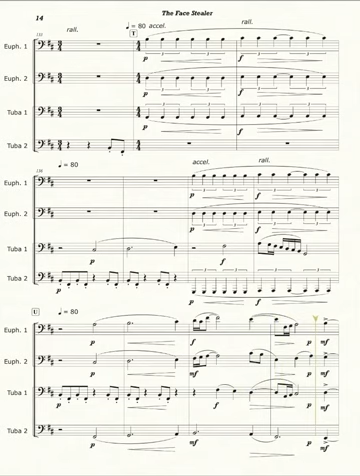 The Face Stealer
14
rall.
♩ = 80 accel.
rall.
T
Euph. 1
Euph. 2
Tuba 1
Tuba 2
p f
p f
p f
p
♩ = 80
accel.
rall.
Euph. 1
p f
Euph. 2
p f
Tuba 1
p p f
Tuba 2
p p f
U
♩ = 80
Euph. 1
p f p mf
Euph. 2
p mf p mf
Tuba 1
p p f p mf
Tuba 2
p mf p mf